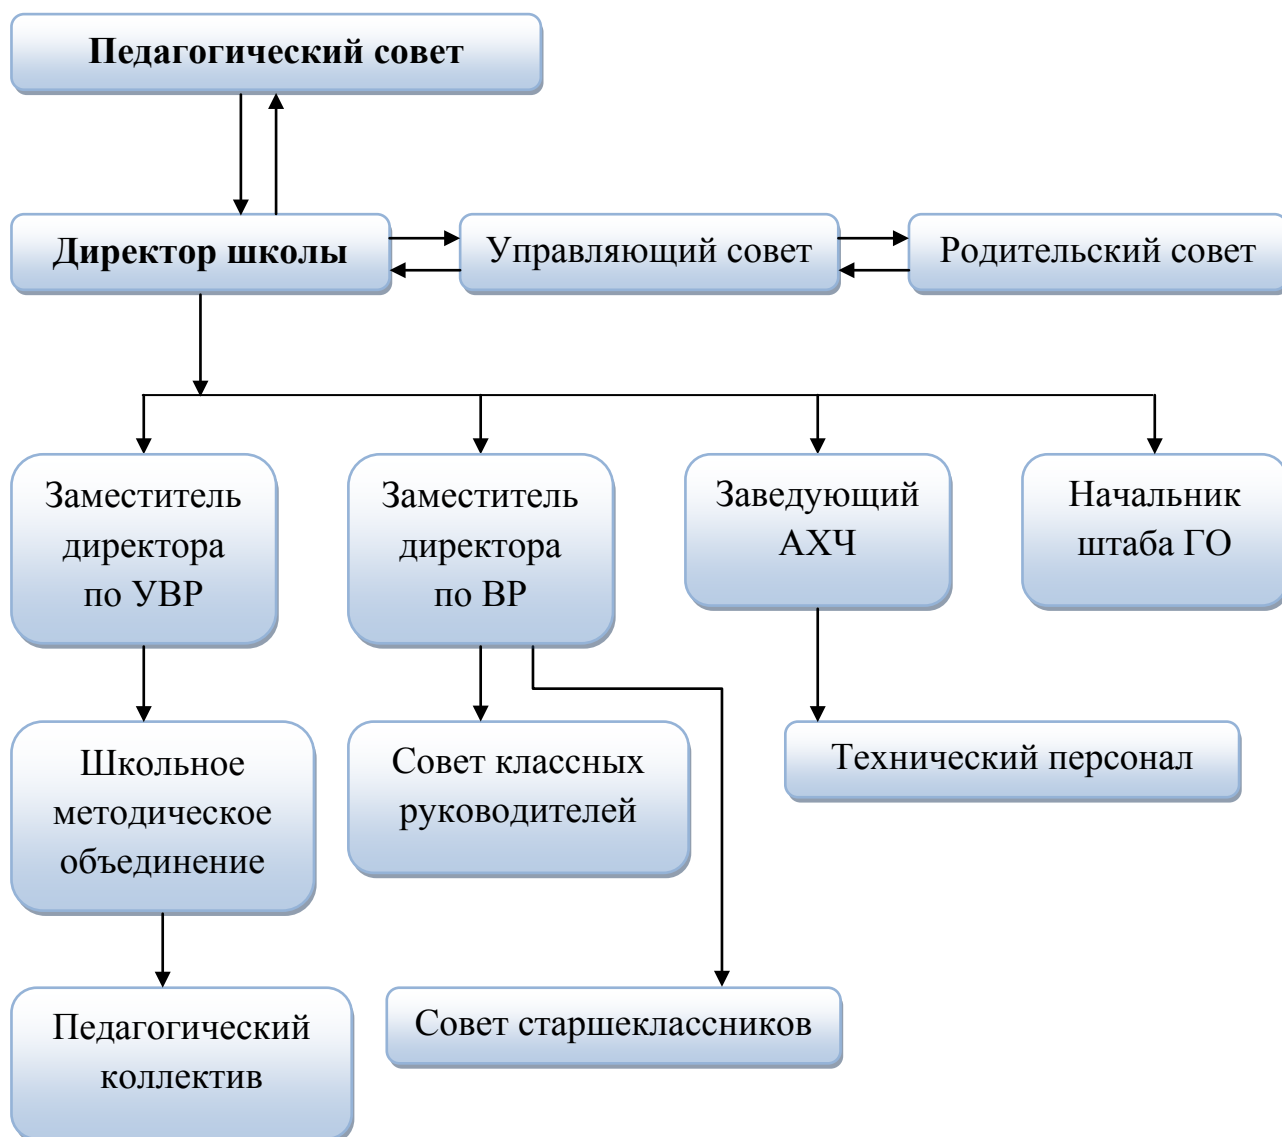 Педагогический совет
Директор школы
Управляющий совет
Родительский совет
Заместитель
директора
по УВР
Заместитель
директора
по ВР
Заведующий
АХЧ
Начальник
штаба ГО
Школьное
методическое
объединение
Совет классных
руководителей
Технический персонал
Педагогический
коллектив
Совет старшеклассников